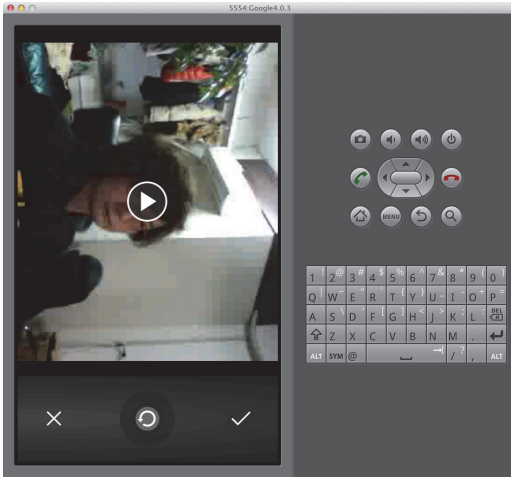 5554:Google4.0.3
MENU
1 ! 2 @ 3 # 4 $ 5 % 6 ^ 7 & 8 * 9 ( 0 )
Q W E " R T { Y } U - I O + P =
A S \ D ' F [ G ] H < J > K ; L : DEL
Z X C V B N M .
ALT SYM @ / ? , ALT